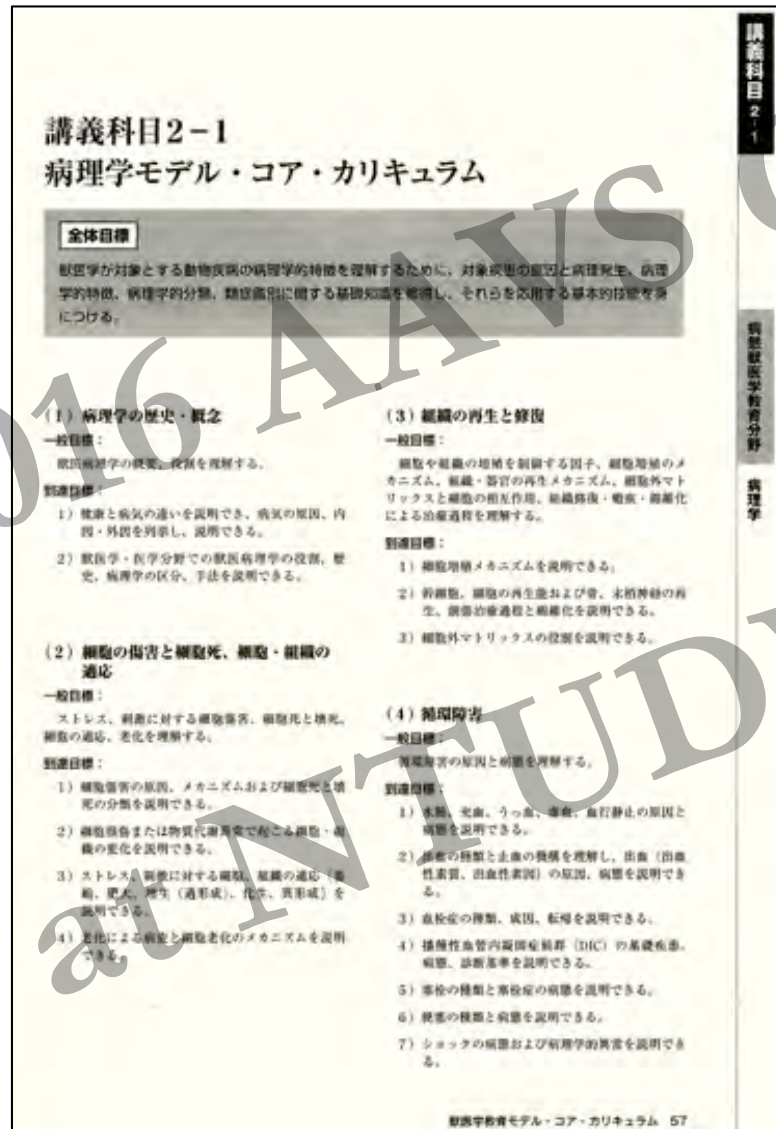 講義科目2-1
病理学モデル・コア・カリキュラム
全体目標
獣医学が対象とする動物疾病の病理学的特徴を理解するために、対象疾患の原因と病理発生、病理
学的特徴、病理学的分類、類症鑑別に関する基礎知識を修得し、それらを応用する基本的技能を身
につける。
(1) 病理学の歴史・概念
一般目標：
獣医病理学の概要、役割を理解する。
到達目標：
1) 健康と病気の違いを説明でき、病気の原因、内
因・外因を列挙し、説明できる。
2) 獣医学・医学分野での獣医病理学の役割、歴
史、病理学の区分、手法を説明できる。
(2) 細胞の傷害と細胞死、細胞・組織の
適応
一般目標：
ストレス、刺激に対する細胞傷害、細胞死と壊死、
細胞の適応、老化を理解する。
到達目標：
1) 細胞傷害の原因、メカニズムおよび細胞死と壊
死の分類を説明できる。
2) 細胞損傷または物質代謝異常で起こる細胞・組
織の変化を説明できる。
3) ストレス、刺激に対する細胞、組織の適応〔萎
縮、肥大、増生（過形成）、化生、異形成〕を
説明できる。
4) 老化による病変と細胞老化のメカニズムを説明
できる。
(3) 組織の再生と修復
一般目標：
細胞や組織の増殖を制御する因子、細胞増殖のメ
カニズム、組織・器官の再生メカニズム、細胞外マト
リックスと細胞の相互作用、組織修復・瘢痕・線維化
による治癒過程を理解する。
到達目標：
1) 細胞増殖メカニズムを説明できる。
2) 幹細胞、細胞の再生能および骨、末梢神経の再
生、創傷治癒過程と線維化を説明できる。
3) 細胞外マトリックスの役割を説明できる。
(4) 循環障害
一般目標：
循環障害の原因と病態を理解する。
到達目標：
1) 水腫、充血、うっ血、虚血、血行静止の原因と
病態を説明できる。
2) 出血の種類と止血の機構を理解し、出血（出血
性素質、出血性素因）の原因、病態を説明でき
る。
3) 血栓症の種類、成因、転帰を説明できる。
4) 播種性血管内凝固症候群（DIC）の基礎疾患、
病態、診断基準を説明できる。
5) 塞栓の種類と塞栓症の病態を説明できる。
6) 梗塞の種類と病態を説明できる。
7) ショックの病態および病理学的異常を説明でき
る。
獣医学教育モデル・コア・カリキュラム 57
講義科目 2-1
病態獣医学教育分野 病理学
2016 AAVS
at NTUD